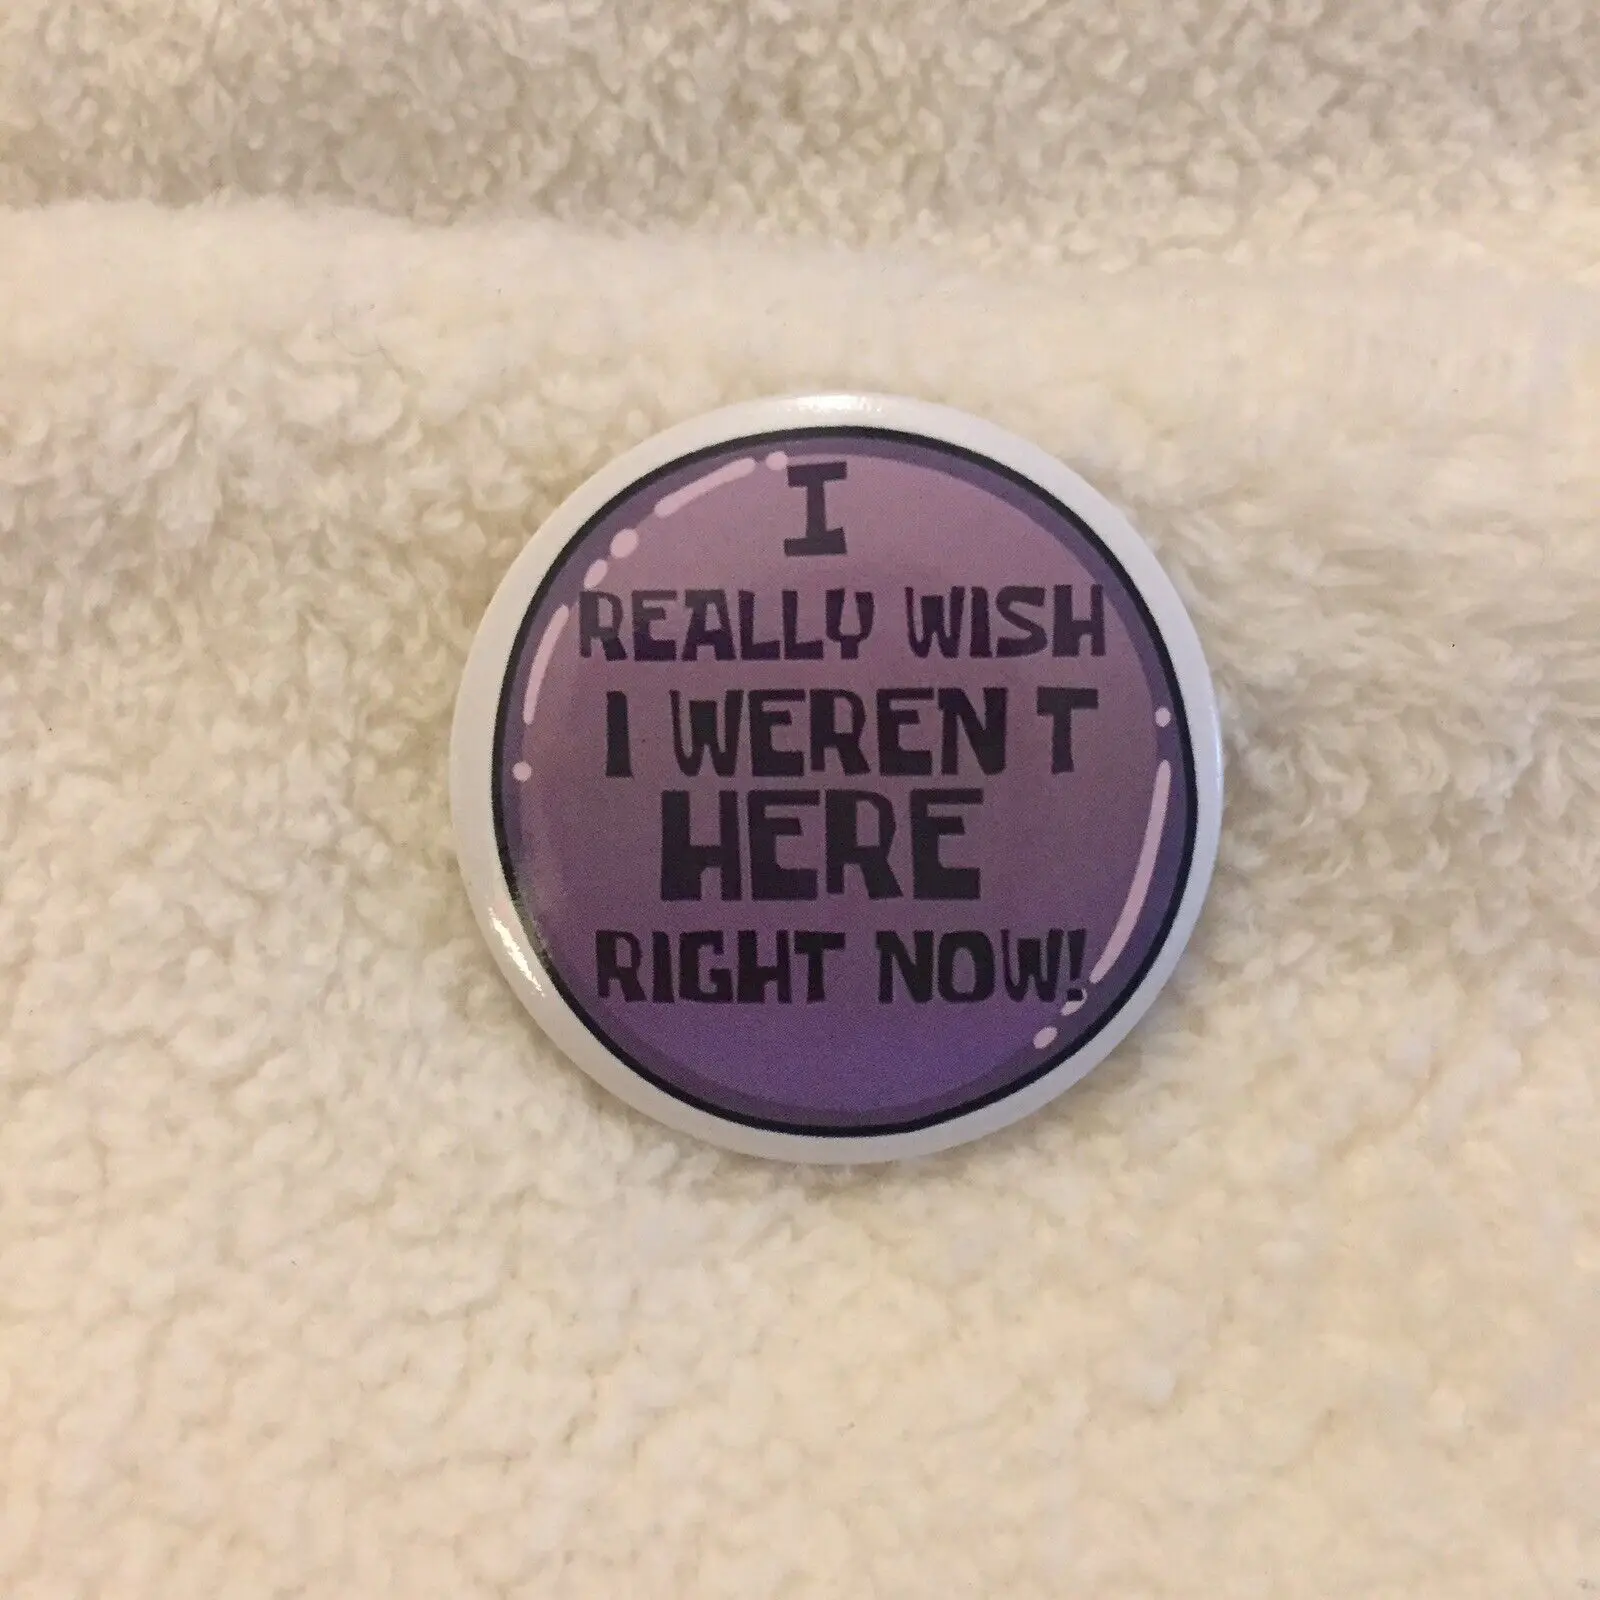 I
REALLY WISH
I WEREN T
HERE
RIGHT NOW!